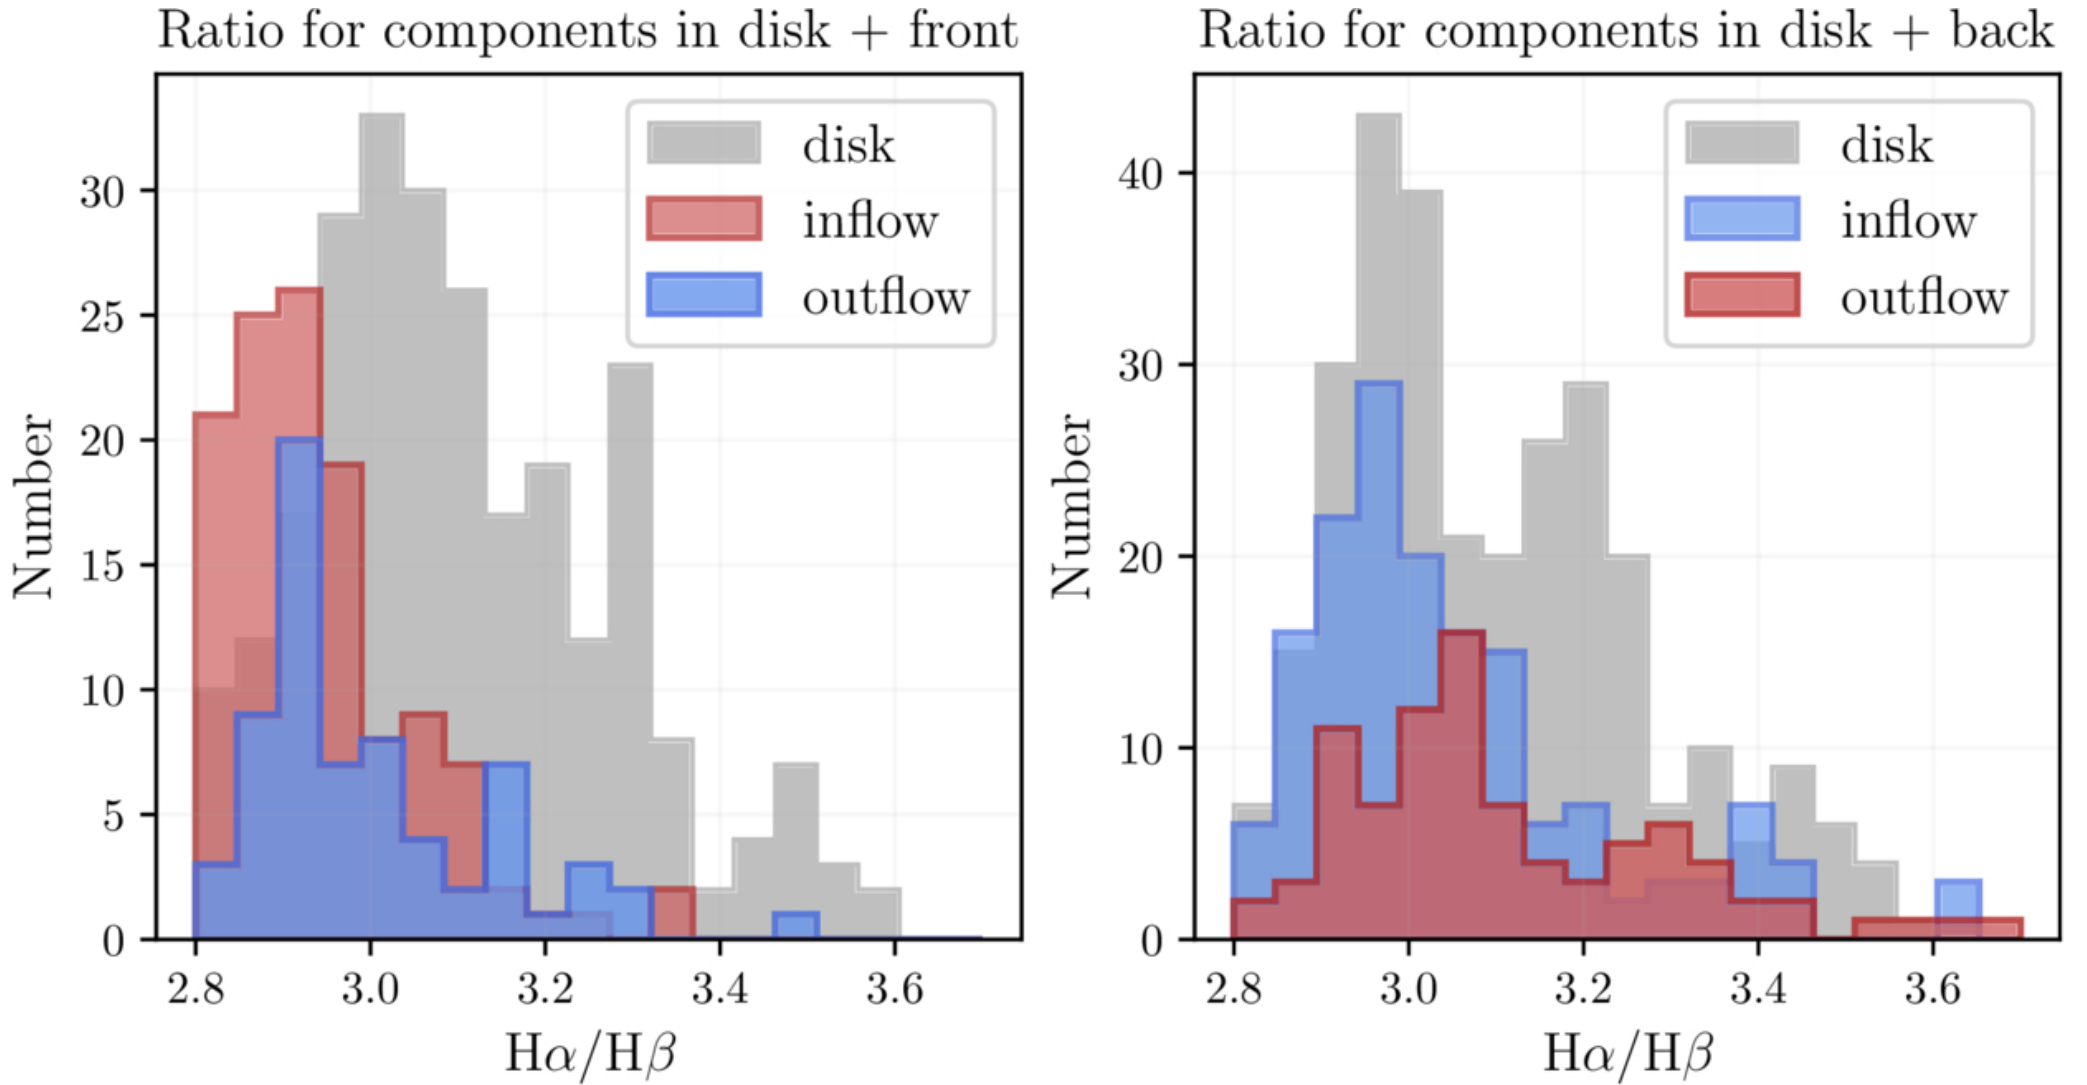 Ratio for components in disk + front
disk
inflow
outflow
30
25
20
15
10
5
0
Number
2.8 3.0 3.2 3.4 3.6
Hα/Hβ
Ratio for components in disk + back
disk
inflow
outflow
40
30
20
10
0
Number
2.8 3.0 3.2 3.4 3.6
Hα/Hβ